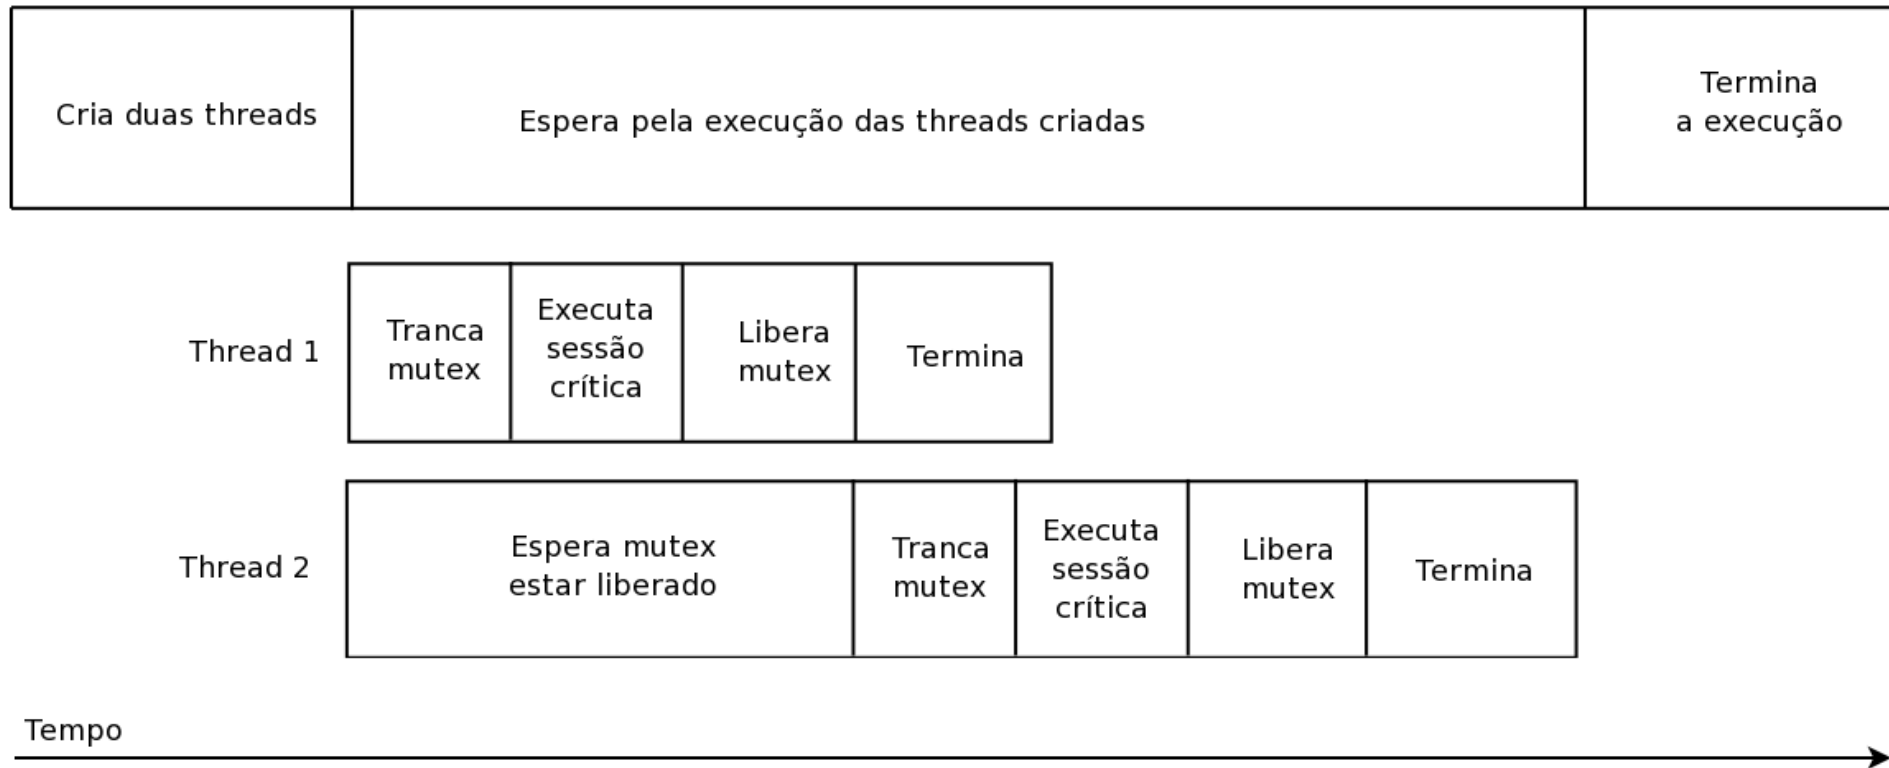 Cria duas threads
Espera pela execução das threads criadas
Termina
a execução
Thread 1
Tranca
mutex
Executa
sessão
crítica
Libera
mutex
Termina
Thread 2
Espera mutex
estar liberado
Tranca
mutex
Executa
sessão
crítica
Libera
mutex
Termina
Tempo